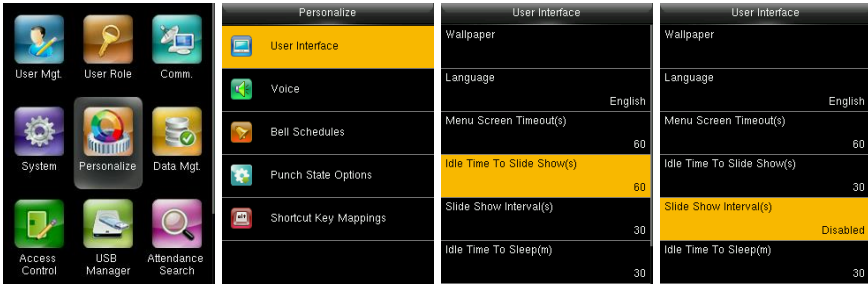 User Mgt.
User Role
Comm.
System
Personalize
Data Mgt.
Access
Control
USB
Manager
Attendance
Search
Personalize
User Interface
Voice
Bell Schedules
Punch State Options
Shortcut Key Mappings
User Interface
Wallpaper
Language
English
Menu Screen Timeout(s)
60
Idle Time To Slide Show(s)
60
Slide Show Interval(s)
30
Idle Time To Sleep(m)
30
User Interface
Wallpaper
Language
English
Menu Screen Timeout(s)
60
Idle Time To Slide Show(s)
30
Slide Show Interval(s)
Disabled
Idle Time To Sleep(m)
30